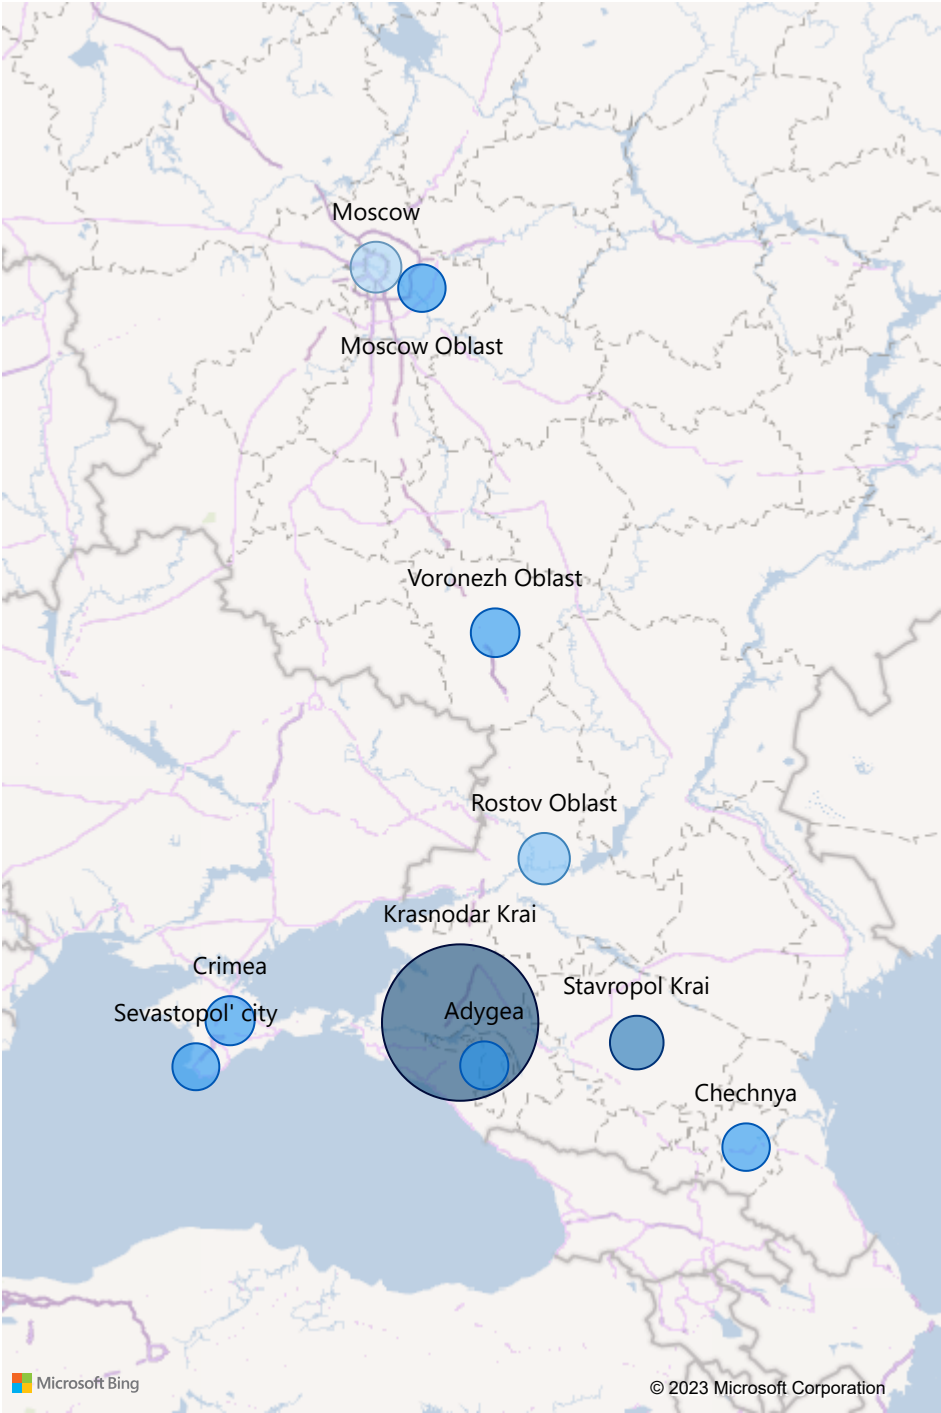 Moscow
Moscow Oblast
Voronezh Oblast
Rostov Oblast
Krasnodar Krai
Crimea
Stavropol Krai
Sevastopol' city
Adygea
Chechnya
Microsoft Bing
© 2023 Microsoft Corporation